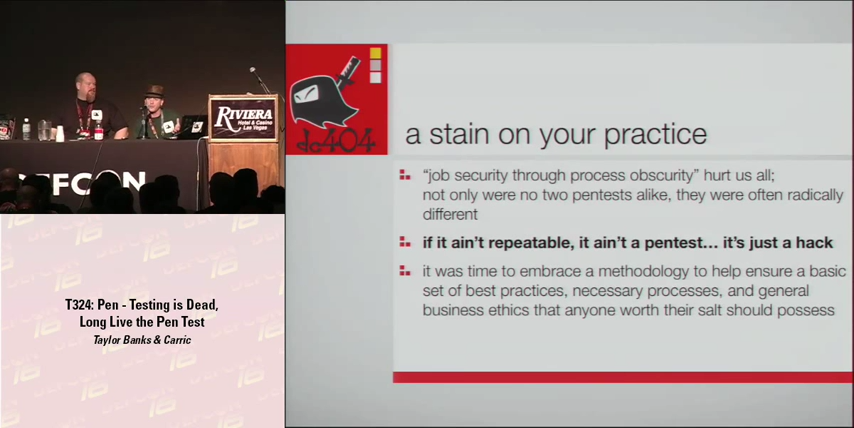 RIVIERA
Hotel & Casino
Las Vegas
DEFCON
T324: Pen - Testing is Dead,
Long Live the Pen Test
Taylor Banks & Carric
dc404
a stain on your practice
“job security through process obscurity” hurt us all;
not only were no two pentests alike, they were often radically
different
if it ain’t repeatable, it ain’t a pentest… it’s just a hack
it was time to embrace a methodology to help ensure a basic
set of best practices, necessary processes, and general
business ethics that anyone worth their salt should possess